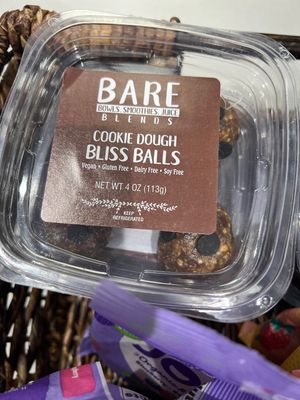 BARE
BOWLS. SMOOTHIES. JUICE
BLENDS
COOKIE DOUGH
BLISS BALLS
Vegan • Gluten Free • Dairy Free • Soy Free
NET WT 4 OZ (113g)
KEEP
REFRIGERATED